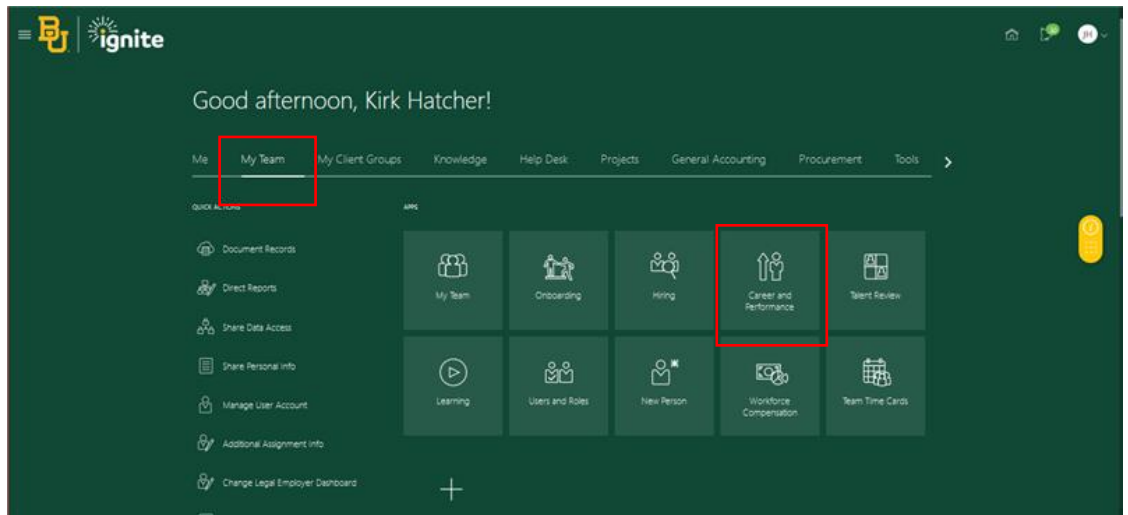 BU ignite
JH
Good afternoon, Kirk Hatcher!
Me My Team My Client Groups Knowledge Help Desk Projects General Accounting Procurement Tools
QUICK ACTIONS
APPS
Document Records
Direct Reports
Share Data Access
Share Personal Info
Manage User Account
Additional Assignment Info
Change Legal Employer Dashboard
My Team
Onboarding
Hiring
Career and
Performance
Talent Review
Learning
Users and Roles
New Person
Workforce
Compensation
Team Time Cards